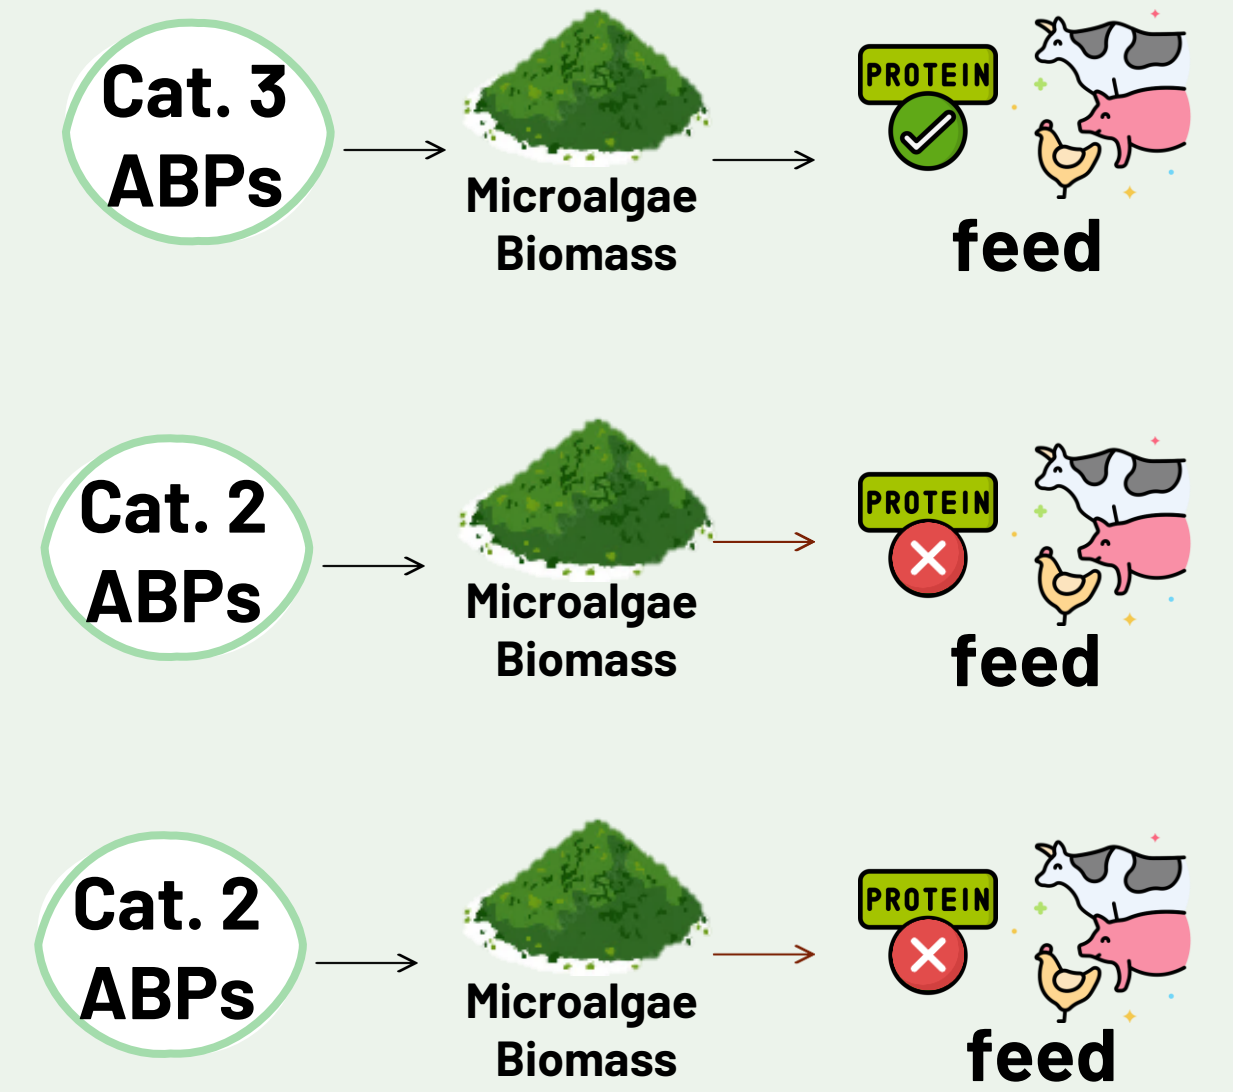 Cat. 3
ABPs
Microalgae
Biomass
PROTEIN
feed
Cat. 2
ABPs
Microalgae
Biomass
PROTEIN
feed
Cat. 2
ABPs
Microalgae
Biomass
PROTEIN
feed